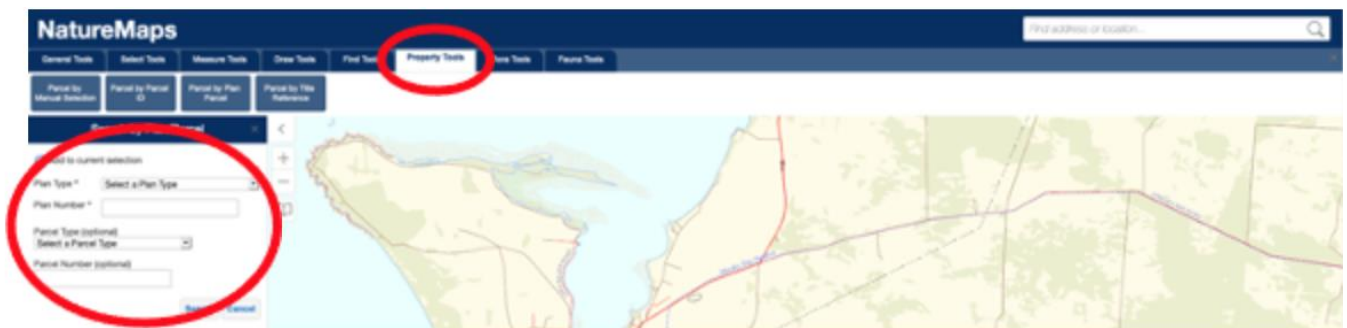 NatureMaps
Find address or location...
General Tools Select Tools Measure Tools Draw Tools Find Property Tools Tools Fauna Tools
Parcel by Manual Selection
Parcel by Parcel ID
Parcel by Plan Parcel
Parcel by Title Reference
to current selection
Plan Type * Select a Plan Type
Plan Number *
Parcel Type (optional)
Select a Parcel Type
Parcel Number (optional)
Cancel